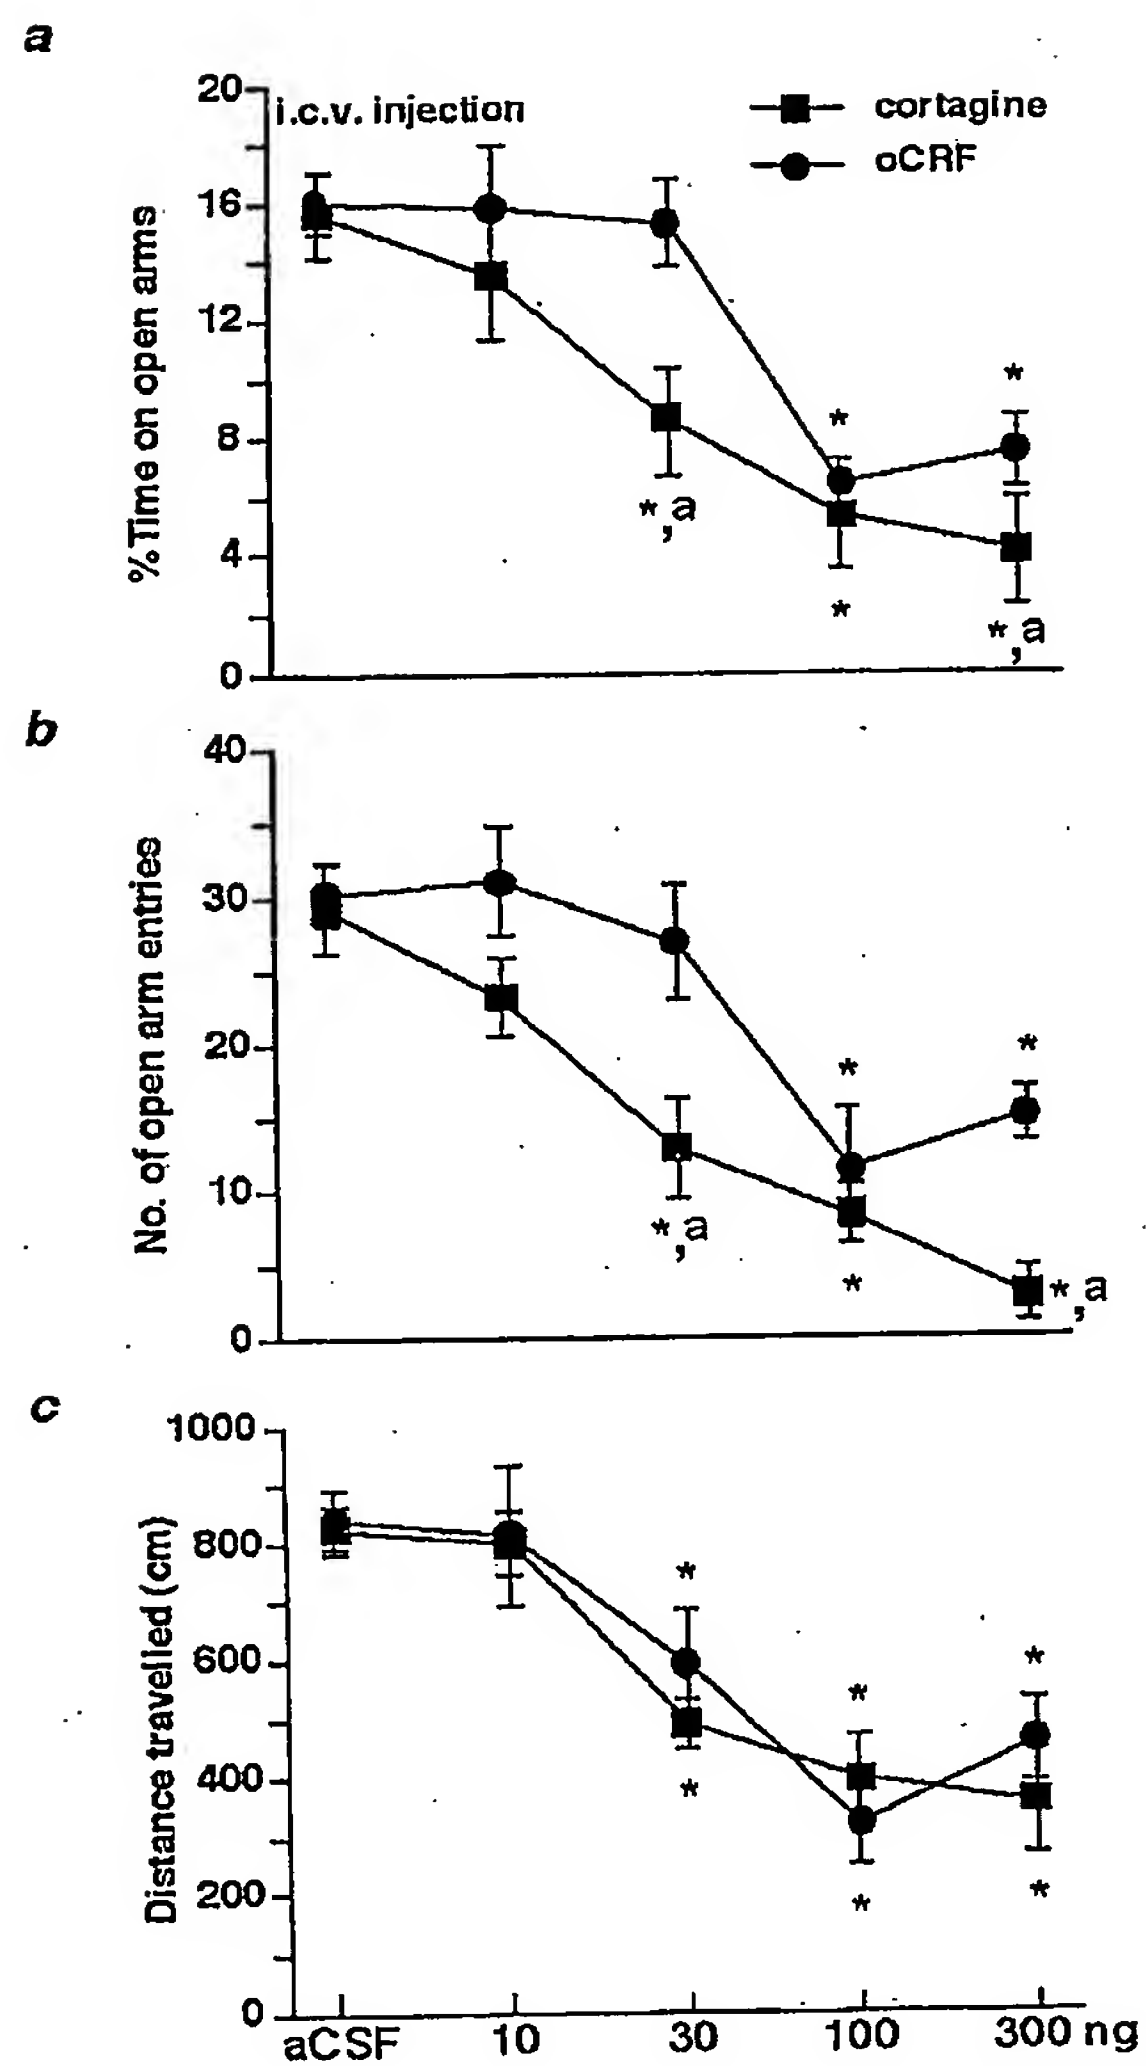 a
20
i.c.v. injection
cortagine
oCRF
16
12
8
4
0
%Time on open arms
*
*
*,a
*
*,a
b
40
30
20
10
0
No. of open arm entries
*
*
*,a
*
*,a
c
1000
800
600
400
200
0
Distance travelled (cm)
*
*
*
*
*
*
aCSF 10 30 100 300 ng